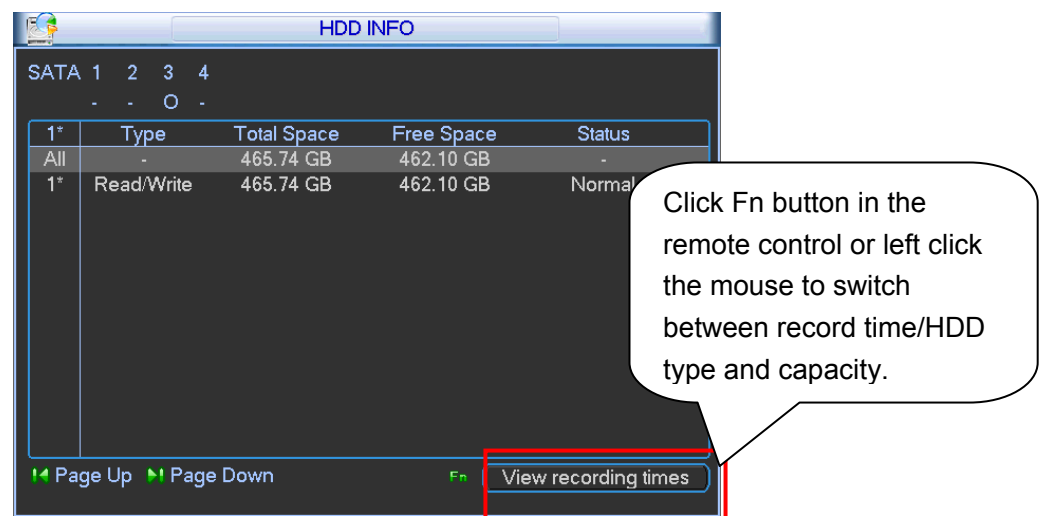 HDD INFO
SATA 1 2 3 4
- - O -
1* Type Total Space Free Space Status
All - 465.74 GB 462.10 GB -
1* Read/Write 465.74 GB 462.10 GB Normal
Click Fn button in the
remote control or left click
the mouse to switch
between record time/HDD
type and capacity.
Page Up Page Down Fn View recording times